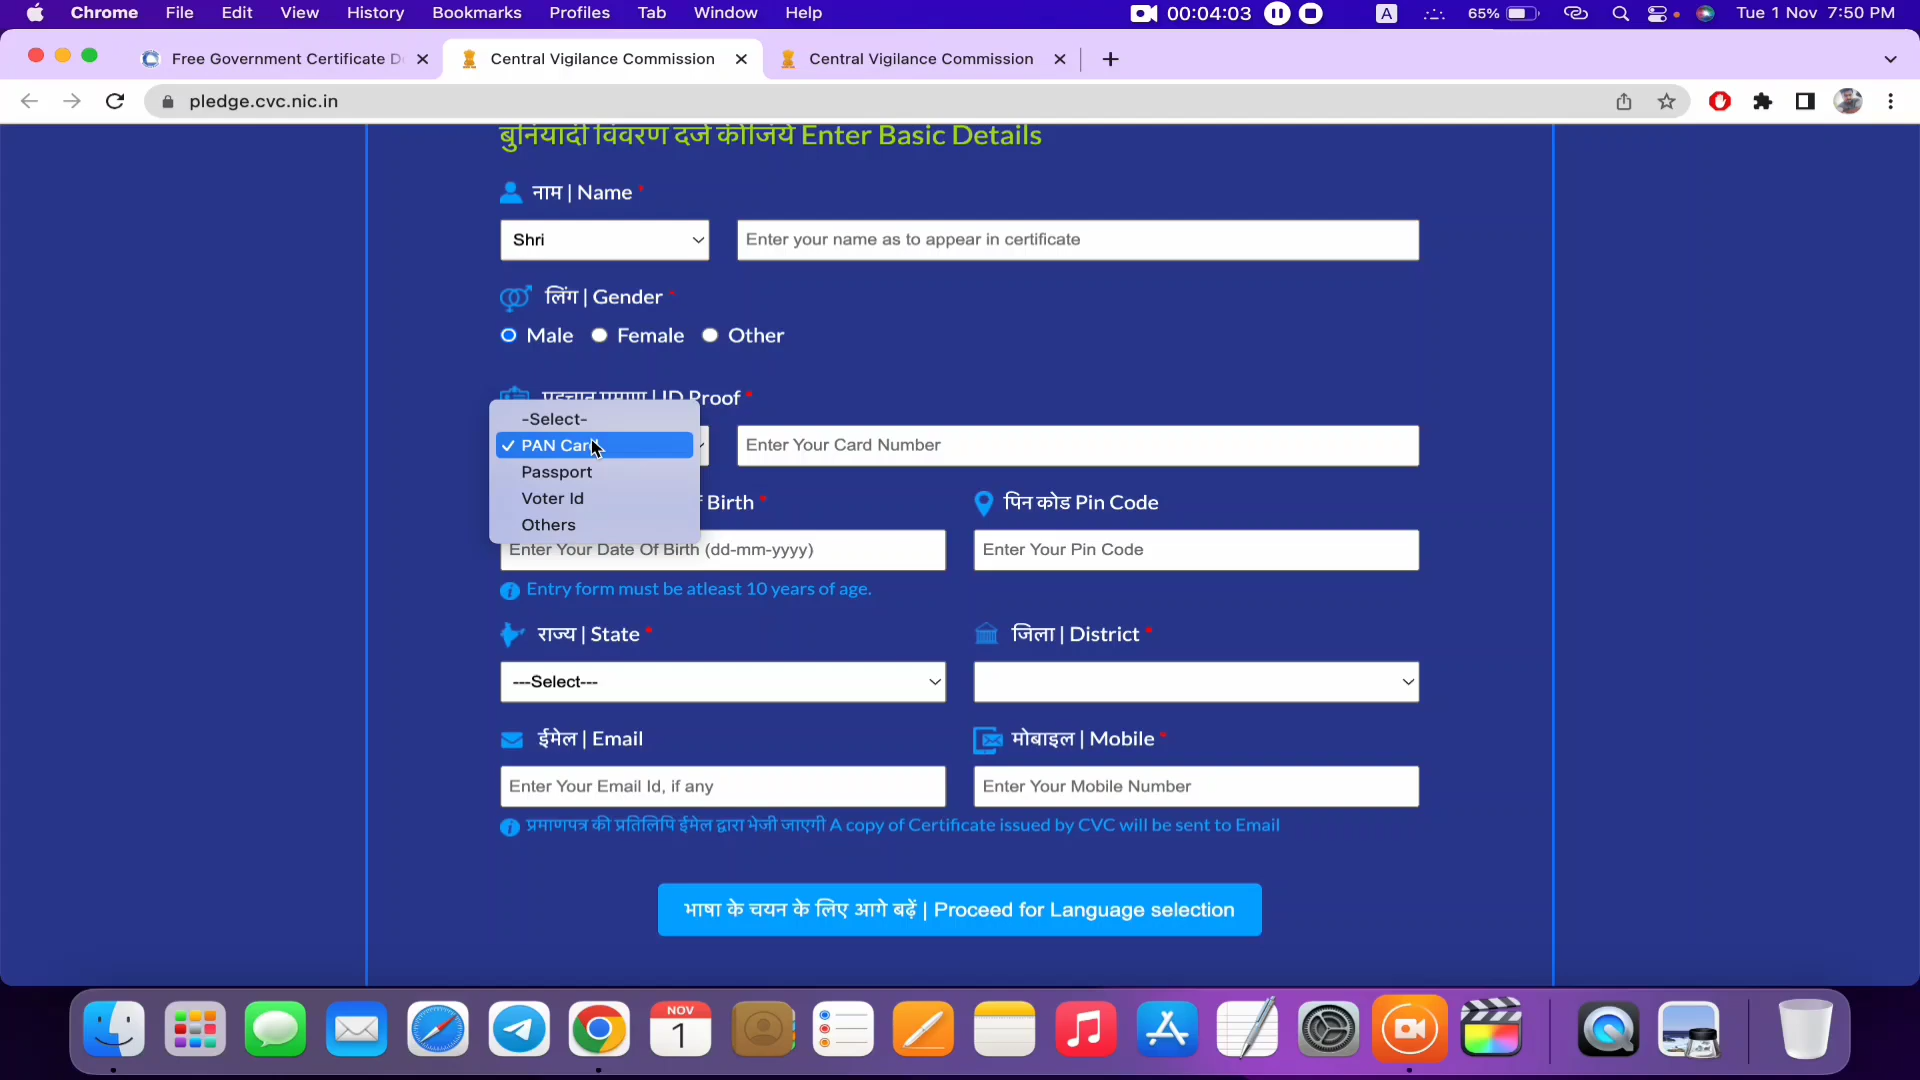 Chrome File Edit View History Bookmarks Profiles Tab Window Help 00:04:03 A 65% Tue 1 Nov 7:50 PM
Free Government Certificate D Central Vigilance Commission Central Vigilance Commission
pledge.cvc.nic.in
बुनियादी विवरण दर्ज कीजिये Enter Basic Details
नाम | Name *
Shri Enter your name as to appear in certificate
लिंग | Gender *
Male Female Other
पहचान प्रमाण | ID Proof *
-Select-
PAN Card Enter Your Card Number
Passport
Voter Id
Others
f Birth * पिन कोड Pin Code
Enter Your Date Of Birth (dd-mm-yyyy) Enter Your Pin Code
Entry form must be atleast 10 years of age.
राज्य | State * जिला | District *
---Select---
ईमेल | Email मोबाइल | Mobile *
Enter Your Email Id, if any Enter Your Mobile Number
प्रमाणपत्र की प्रतिलिपि ईमेल द्वारा भेजी जाएगी A copy of Certificate issued by CVC will be sent to Email
भाषा के चयन के लिए आगे बढ़ें | Proceed for Language selection
NOV
1